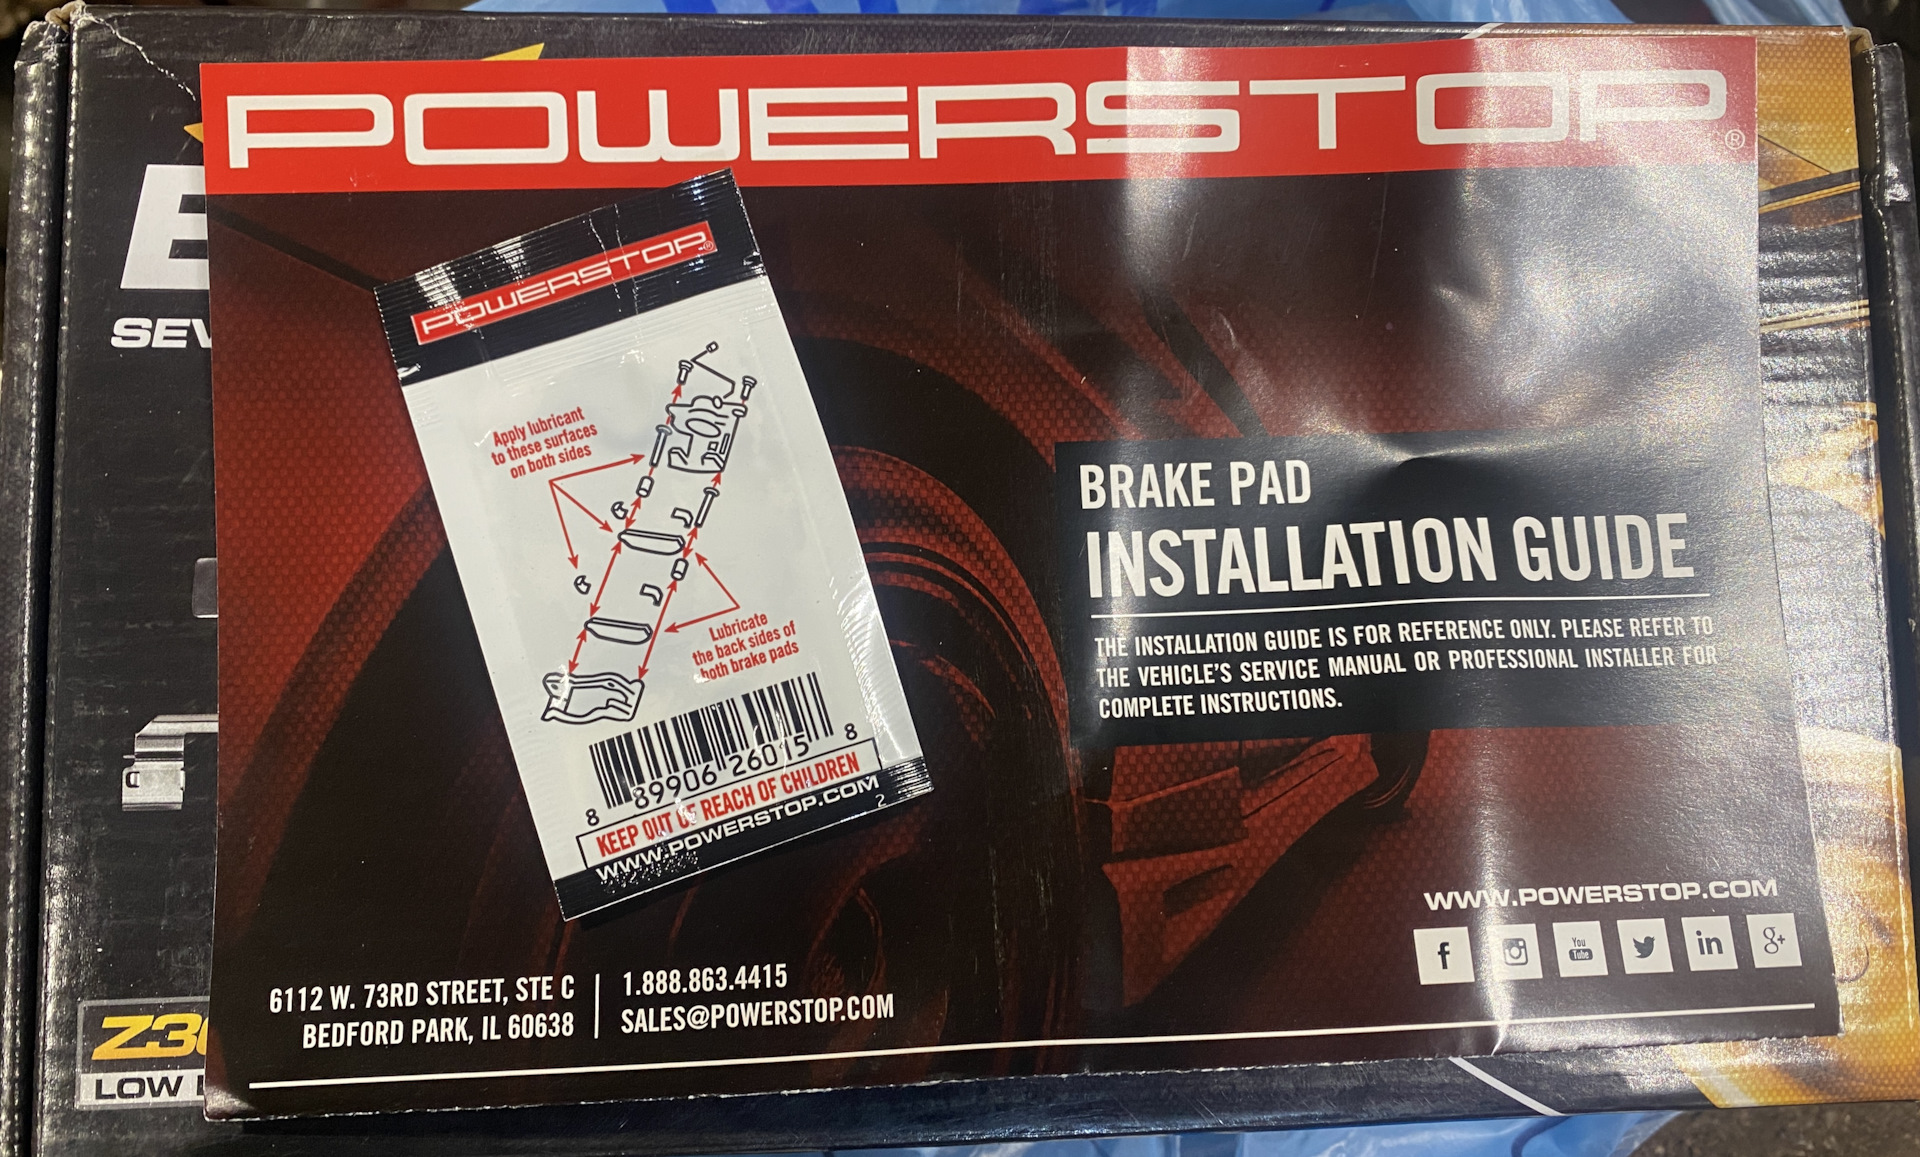 POWERSTOP®
POWERSTOP®
Apply lubricant
to these surfaces
on both sides
Lubricate
the back sides of
both brake pads
8 89906 26015 8
KEEP OUT OF REACH OF CHILDREN
WWW.POWERSTOP.COM
2
BRAKE PAD
INSTALLATION GUIDE
THE INSTALLATION GUIDE IS FOR REFERENCE ONLY. PLEASE REFER TO
THE VEHICLE'S SERVICE MANUAL OR PROFESSIONAL INSTALLER FOR
COMPLETE INSTRUCTIONS.
WWW.POWERSTOP.COM
f
You
Tube
in
g+
6112 W. 73RD STREET, STE C
BEDFORD PARK, IL 60638
1.888.863.4415
SALES@POWERSTOP.COM
LOW